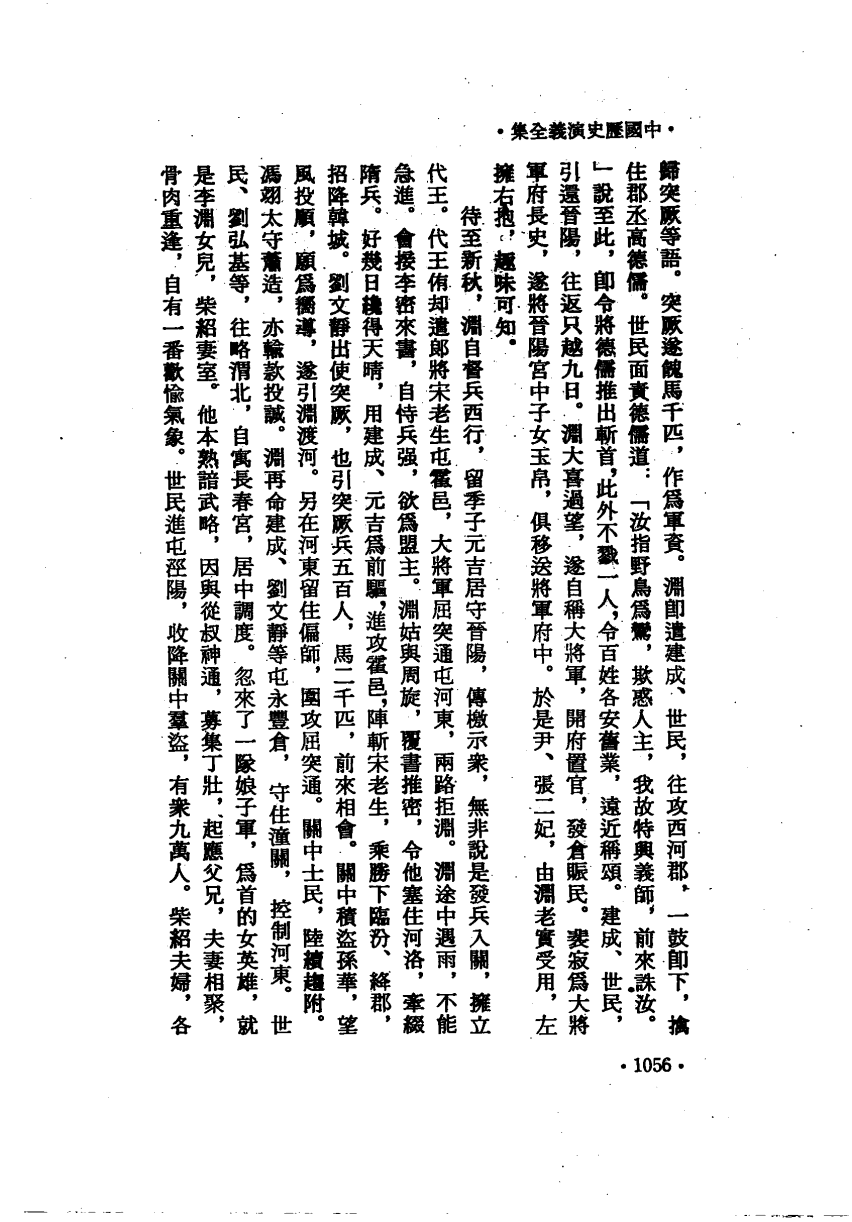 ・中國歷史演義全集・
歸突厥等語。突厥遂餽馬千匹，作爲軍資。淵卽遣建成、世民，往攻西河郡，一鼓卽下，擒
住郡丞高德儒。世民面責德儒道：「汝指野鳥爲鸞，欺惑人主，我故特興義師，前來誅汝。
」說至此，卽令將德儒推出斬首，此外不戮一人，令百姓各安舊業，遠近稱頌。建成、世民，
引還晉陽，往返只越九日。淵大喜過望，遂自稱大將軍，開府置官，發倉賑民。裴寂爲大將
軍府長史，遂將晉陽宮中子女玉帛，俱移送將軍府中。於是尹、張二妃，由淵老實受用，左
擁右抱，趣味可知。
待至新秋，淵自督兵西行，留季子元吉居守晉陽，傳檄示衆，無非說是發兵入關，擁立
代王。代王侑却遣郎將宋老生屯霍邑，大將軍屈突通屯河東，兩路拒淵。淵途中遇雨，不能
急進。會接李密來書，自恃兵强，欲爲盟主。淵姑與周旋，覆書推密，令他塞住河洛，牽綴
隋兵。好幾日纔得天晴，用建成、元吉爲前驅，進攻霍邑，陣斬宋老生，乘勝下臨汾、絳郡，
招降韓城。劉文靜出使突厥，也引突厥兵五百人，馬二千匹，前來相會。關中積盜孫華，望
風投順，願爲嚮導，遂引淵渡河。另在河東留住偏師，圍攻屈突通。關中士民，陸續趨附。
馮翊太守蕭造，亦輸款投誠。淵再命建成、劉文靜等屯永豐倉，守住潼關，控制河東。世
民、劉弘基等，往略渭北，自寓長春宮，居中調度。忽來了一隊娘子軍，爲首的女英雄，就
是李淵女兒，柴紹妻室。他本熟諳武略，因與從叔神通，募集丁壯，起應父兄，夫妻相聚，
骨肉重逢，自有一番歡愉氣象。世民進屯涇陽，收降關中羣盜，有衆九萬人。柴紹夫婦，各
・1056・